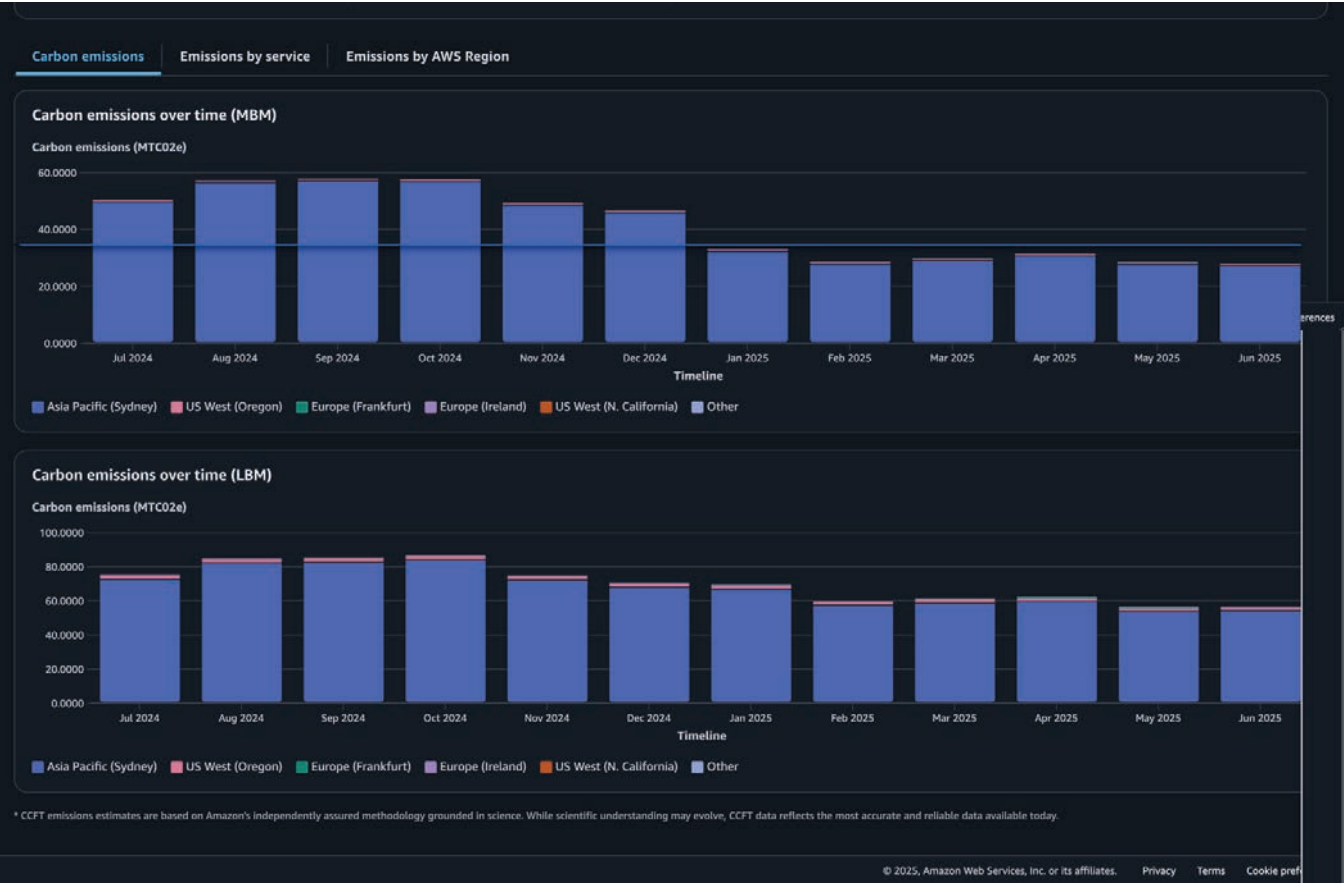 Carbon emissions Emissions by service Emissions by AWS Region
Carbon emissions over time (MBM)
Carbon emissions (MTC02e)
60.0000
40.0000
20.0000
0.0000
Jul 2024 Aug 2024 Sep 2024 Oct 2024 Nov 2024 Dec 2024 Jan 2025 Feb 2025 Mar 2025 Apr 2025 May 2025 Jun 2025
Timeline
Asia Pacific (Sydney) US West (Oregon) Europe (Frankfurt) Europe (Ireland) US West (N. California) Other
erences
Carbon emissions over time (LBM)
Carbon emissions (MTC02e)
100.0000
80.0000
60.0000
40.0000
20.0000
0.0000
Jul 2024 Aug 2024 Sep 2024 Oct 2024 Nov 2024 Dec 2024 Jan 2025 Feb 2025 Mar 2025 Apr 2025 May 2025 Jun 2025
Timeline
Asia Pacific (Sydney) US West (Oregon) Europe (Frankfurt) Europe (Ireland) US West (N. California) Other
* CCFT emissions estimates are based on Amazon's independently assured methodology grounded in science. While scientific understanding may evolve, CCFT data reflects the most accurate and reliable data available today.
© 2025, Amazon Web Services, Inc. or its affiliates. Privacy Terms Cookie pref